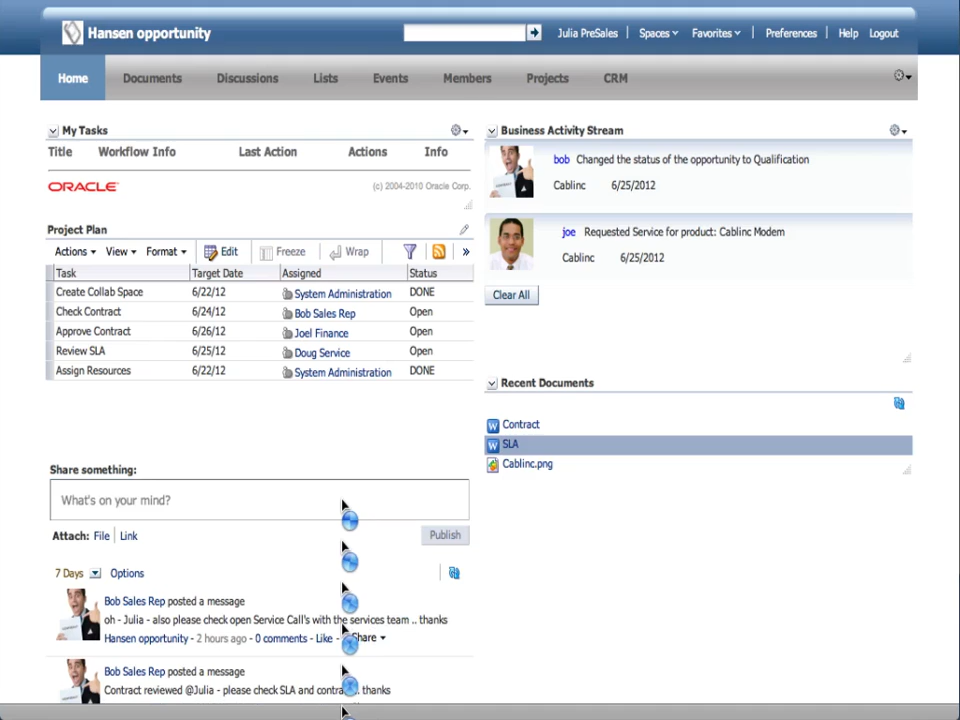 Hansen opportunity
Julia PreSales Spaces Favorites Preferences Help Logout
Home Documents Discussions Lists Events Members Projects CRM
My Tasks
Title Workflow Info Last Action Actions Info
ORACLE (c) 2004-2010 Oracle Corp.
Project Plan
Actions View Format Edit Freeze Wrap »
Task Target Date Assigned Status
Create Collab Space 6/22/12 System Administration DONE
Check Contract 6/24/12 Bob Sales Rep Open
Approve Contract 6/26/12 Joel Finance Open
Review SLA 6/25/12 Doug Service Open
Assign Resources 6/22/12 System Administration DONE
Share something:
What's on your mind?
Attach: File Link Publish
7 Days Options
Bob Sales Rep posted a message
oh - Julia - also please check open Service Call's with the services team .. thanks
Hansen opportunity - 2 hours ago - 0 comments - Like - Share
Bob Sales Rep posted a message
Contract reviewed @Julia - please check SLA and contra thanks
Business Activity Stream
bob Changed the status of the opportunity to Qualification
Cablinc 6/25/2012
joe Requested Service for product: Cablinc Modem
Cablinc 6/25/2012
Clear All
Recent Documents
Contract
SLA
Cablinc.png